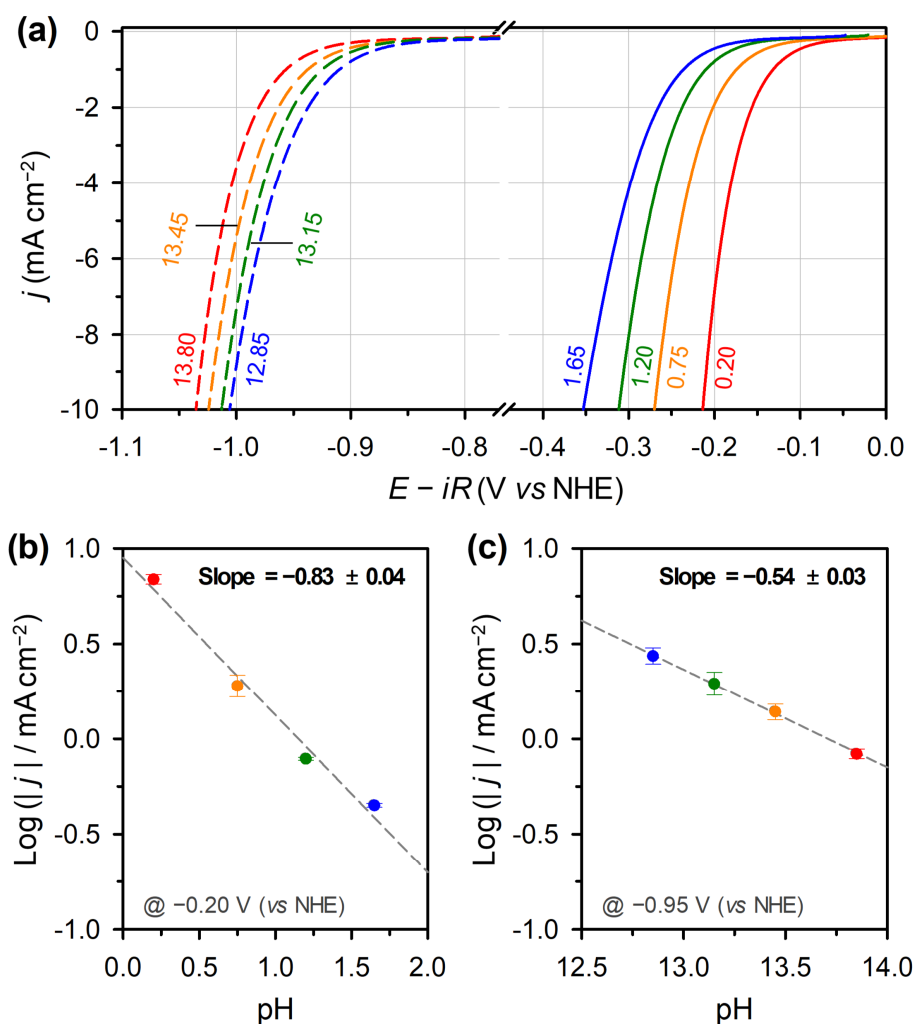 (a)
0
-2
-4
-6
-8
-10
j (mA cm−2)
13.45
13.15
13.80
12.85
1.65
1.20
0.75
0.20
-1.1 -1.0 -0.9 -0.8 -0.4 -0.3 -0.2 -0.1 0.0
E − iR (V vs NHE)
(b)
1.0
0.5
0.0
-0.5
-1.0
Log (| j | / mA cm−2)
Slope = −0.83 ± 0.04
@ −0.20 V (vs NHE)
0.0 0.5 1.0 1.5 2.0
pH
(c)
1.0
0.5
0.0
-0.5
-1.0
Log (| j | / mA cm−2)
Slope = −0.54 ± 0.03
@ −0.95 V (vs NHE)
12.5 13.0 13.5 14.0
pH